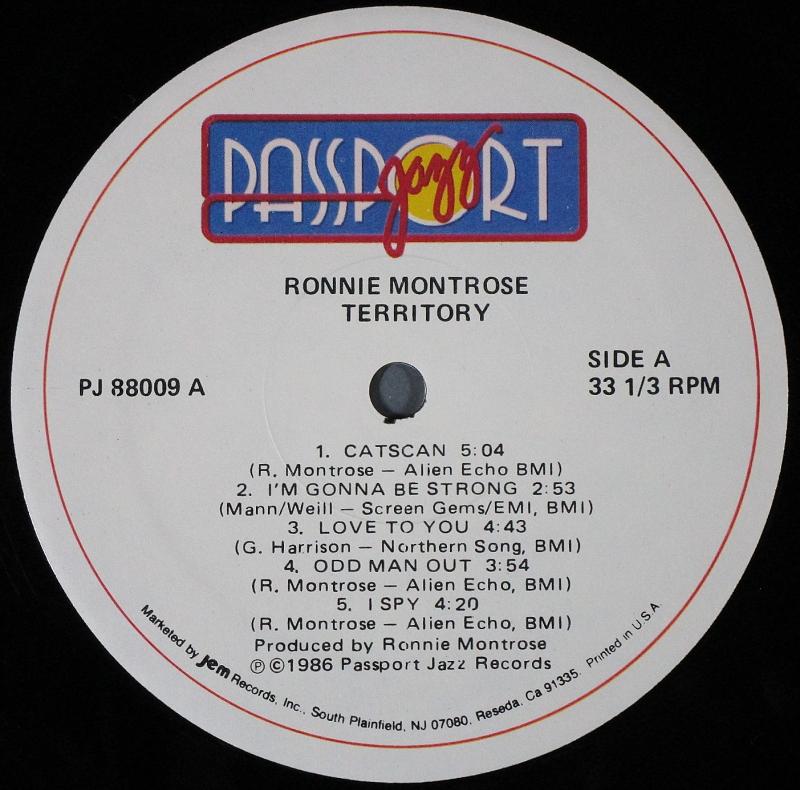 PASSPORT
jazz
RONNIE MONTROSE
TERRITORY
PJ 88009 A
SIDE A
33 1/3 RPM
1. CATSCAN 5:04
(R. Montrose — Alien Echo BMI)
2. I'M GONNA BE STRONG 2:53
(Mann/Weill — Screen Gems/EMI, BMI)
3. LOVE TO YOU 4:43
(G. Harrison — Northern Song, BMI)
4. ODD MAN OUT 3:54
(R. Montrose — Alien Echo, BMI)
5. I SPY 4:20
(R. Montrose — Alien Echo, BMI)
Produced by Ronnie Montrose
℗ ©1986 Passport Jazz Records
Marketed by Jem Records, Inc., South Plainfield, NJ 07080. Reseda, Ca 91335. Printed in U.S.A.